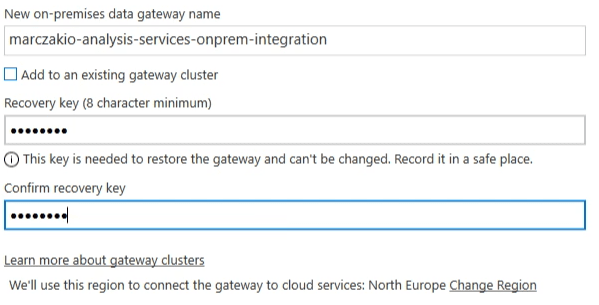 New on-premises data gateway name
marczakio-analysis-services-onprem-integration
Add to an existing gateway cluster
Recovery key (8 character minimum)
••••••••
This key is needed to restore the gateway and can't be changed. Record it in a safe place.
Confirm recovery key
••••••••
Learn more about gateway clusters
We'll use this region to connect the gateway to cloud services: North Europe Change Region